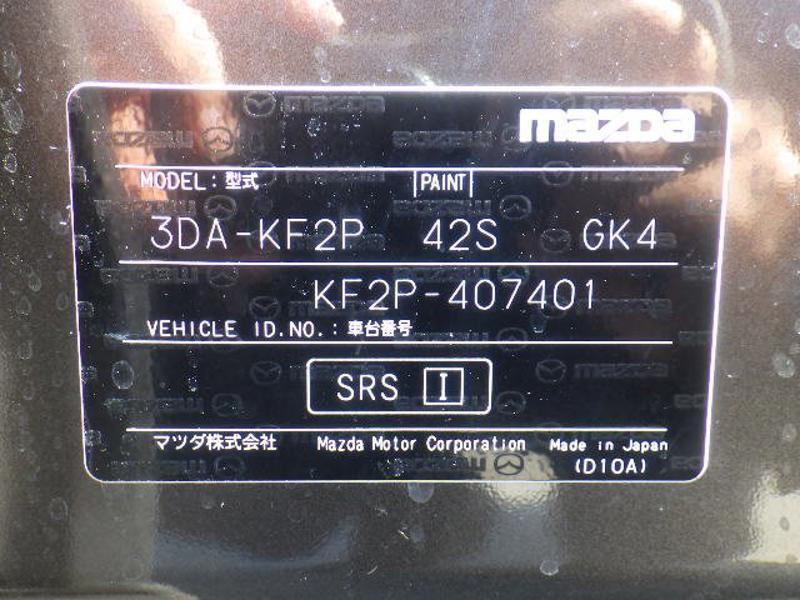 mazda
MODEL: 型式 PAINT
3DA-KF2P 42S GK4
KF2P-407401
VEHICLE ID.NO.: 車台番号
SRS I
マツダ株式会社 Mazda Motor Corporation Made in Japan
(D10A)